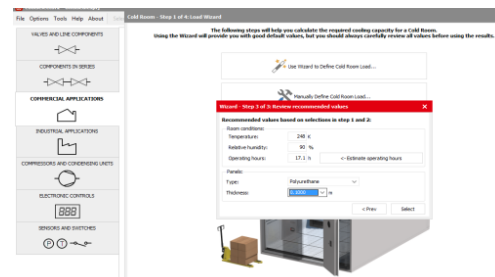 File Options Tools Help About
Cold Room - Step 1 of 4: Load Wizard
The following steps will help you calculate the required cooling capacity for a Cold Room.
Using the Wizard will provide you with good default values, but you should always carefully review all values before using the results.
VALVES AND LINE COMPONENTS
COMPONENTS IN SERIES
COMMERCIAL APPLICATIONS
INDUSTRIAL APPLICATIONS
COMPRESSORS AND CONDENSING UNITS
ELECTRONIC CONTROLS
888
SENSORS AND SWITCHES
P T
Use Wizard to Define Cold Room Load...
Manually Define Cold Room Load...
Wizard - Step 3 of 3: Review recommended values X
Recommended values based on selections in step 1 and 2:
Room conditions:
Temperature: 248 K
Relative humidity: 90 %
Operating hours: 17.1 h <- Estimate operating hours
Panels:
Type: Polyurethane
Thickness: 0.1000 m
< Prev Select